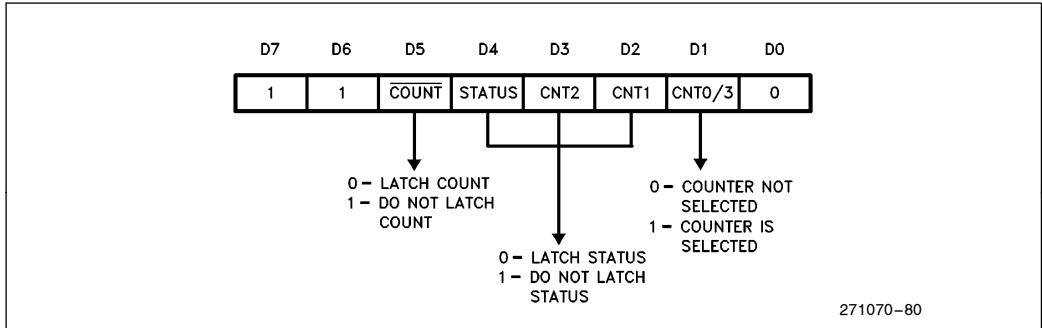 D7 D6 D5 D4 D3 D2 D1 D0
1 1 COUNT STATUS CNT2 CNT1 CNT0/3 0
0 – LATCH COUNT
1 – DO NOT LATCH
COUNT
0 – LATCH STATUS
1 – DO NOT LATCH
STATUS
0 – COUNTER NOT
SELECTED
1 – COUNTER IS
SELECTED
271070–80